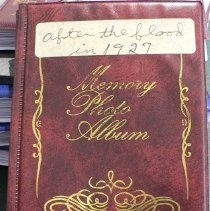 after the flood
in 1927
Memory
Photo
Album